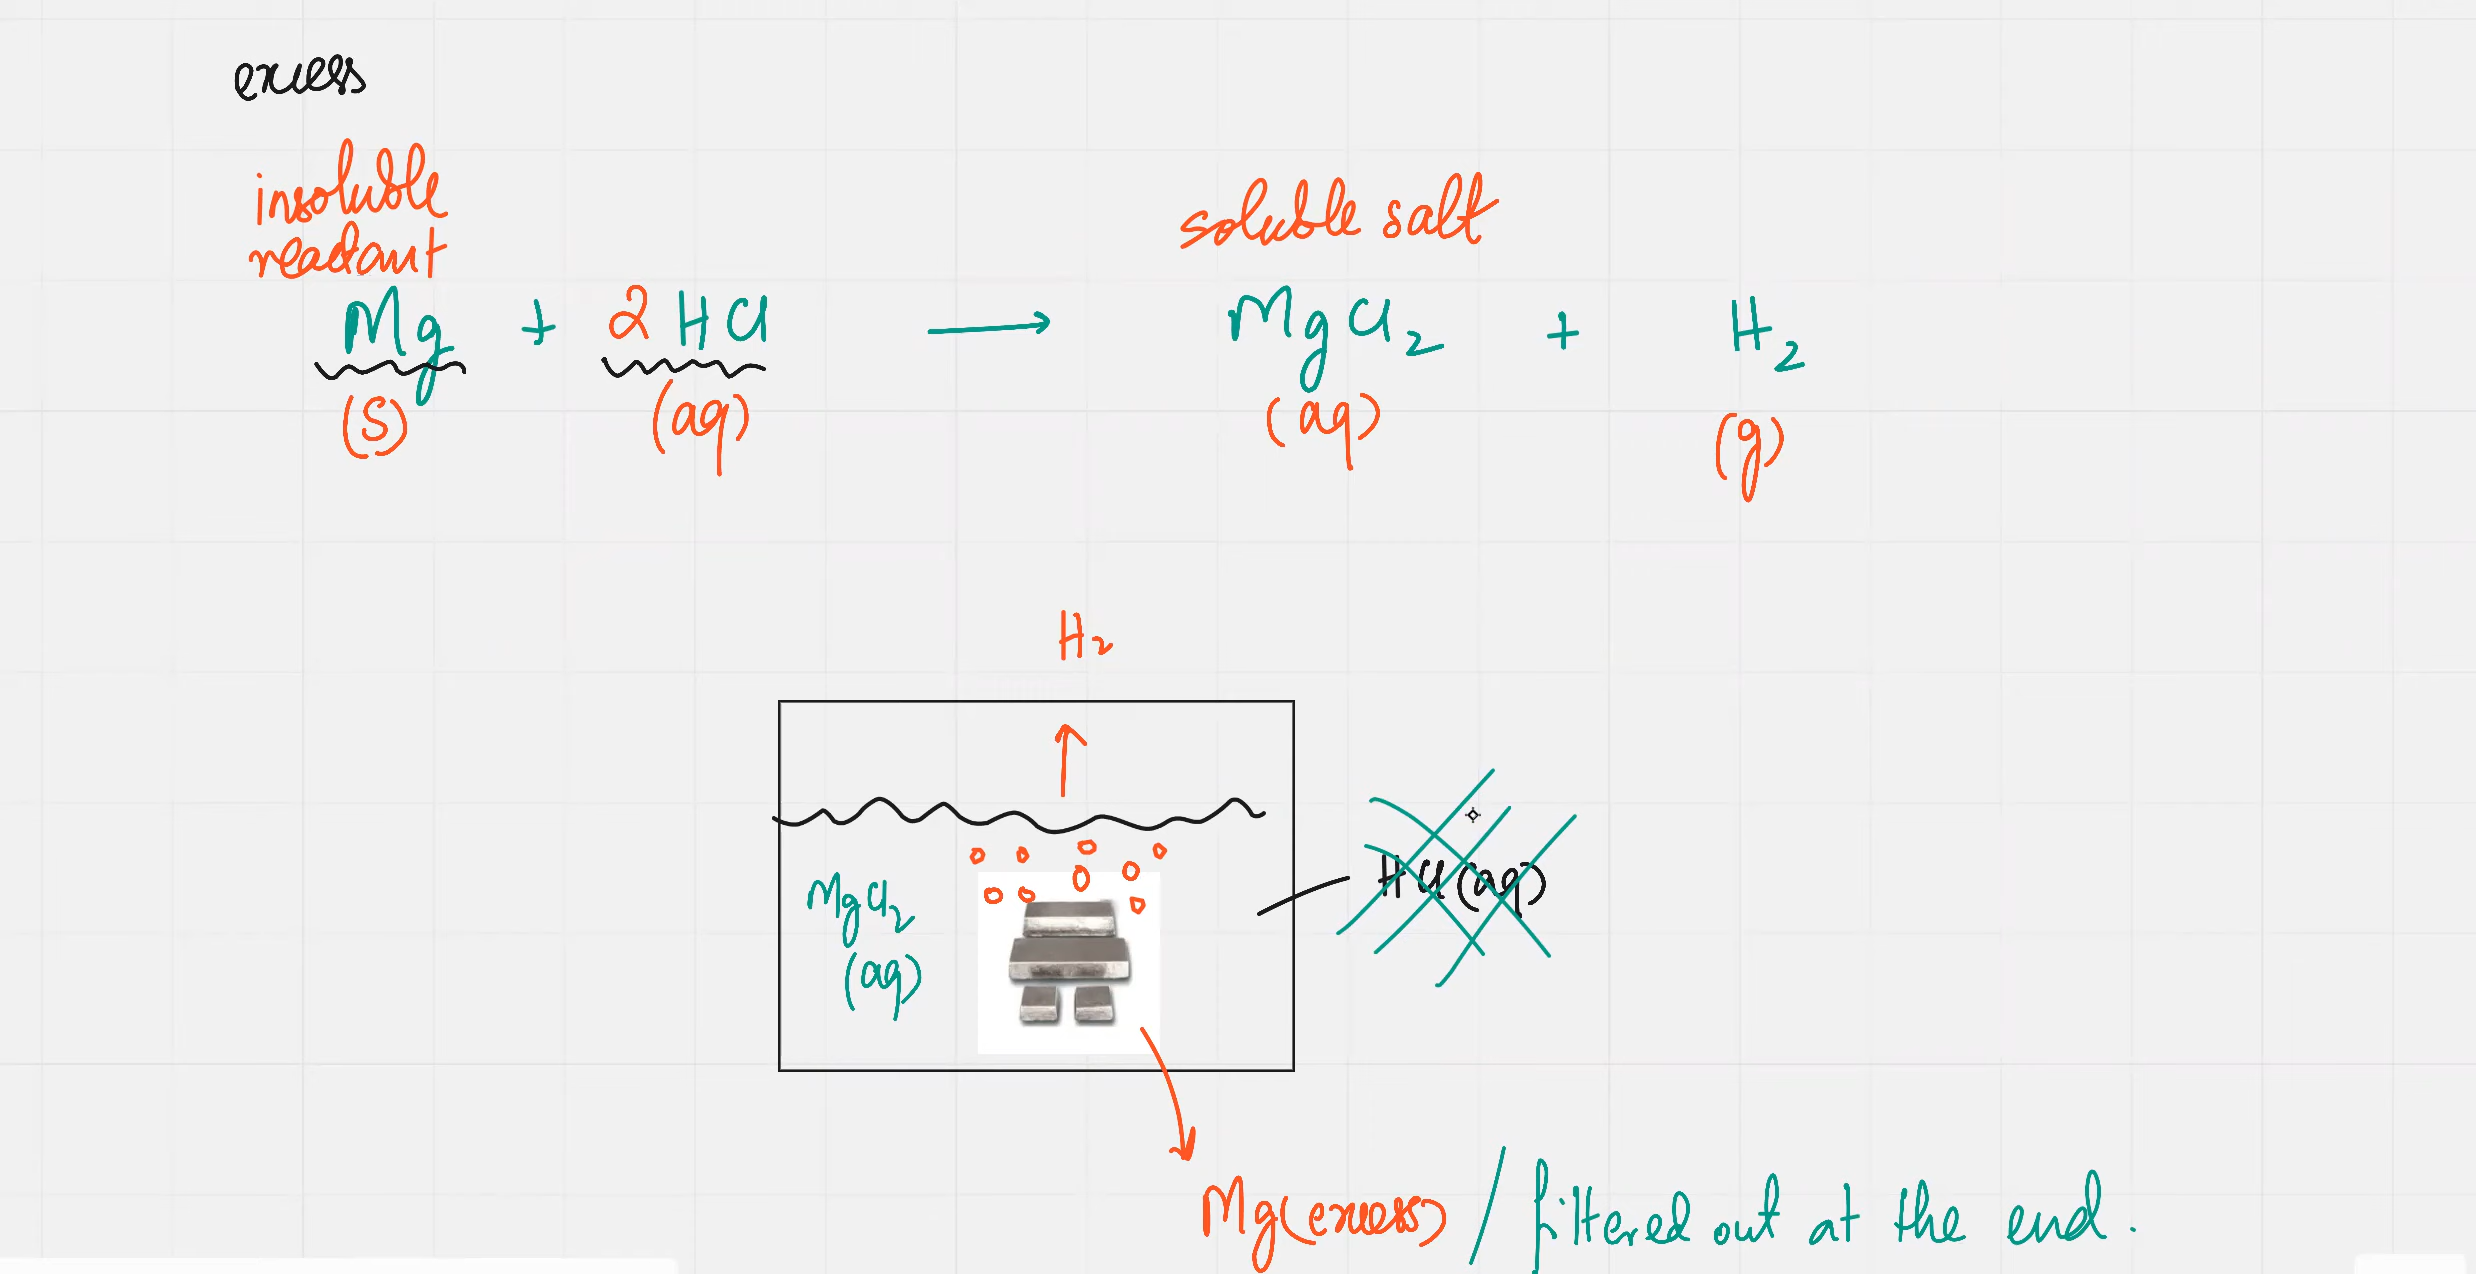 excess
insoluble
reactant
soluble salt
Mg + 2HCl → MgCl₂ + H₂
(s) (aq) (aq) (g)
H₂
MgCl₂
(aq)
HCl(aq)
Mg(excess) / filtered out at the end.